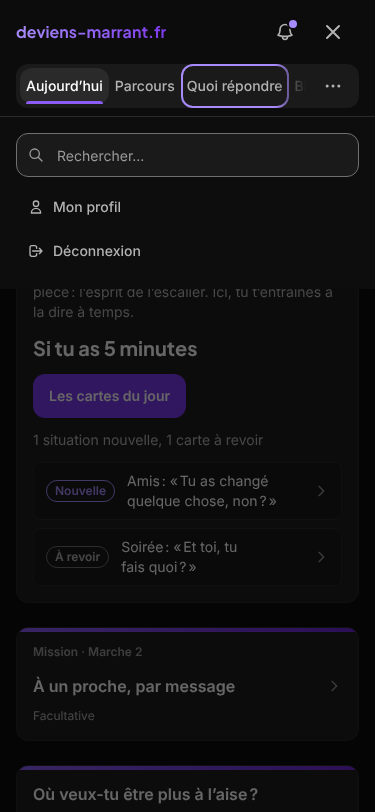 deviens-marrant.fr
Aujourd’hui Parcours Quoi répondre
Rechercher…
Mon profil
Déconnexion
pièce : l’esprit de l’escalier. Ici, tu t’entraînes à
la dire à temps.
Si tu as 5 minutes
Les cartes du jour
1 situation nouvelle, 1 carte à revoir
Nouvelle
Amis : « Tu as changé
quelque chose, non ? »
À revoir
Soirée : « Et toi, tu
fais quoi ? »
Mission · Marche 2
À un proche, par message
Facultative
Où veux-tu être plus à l’aise ?